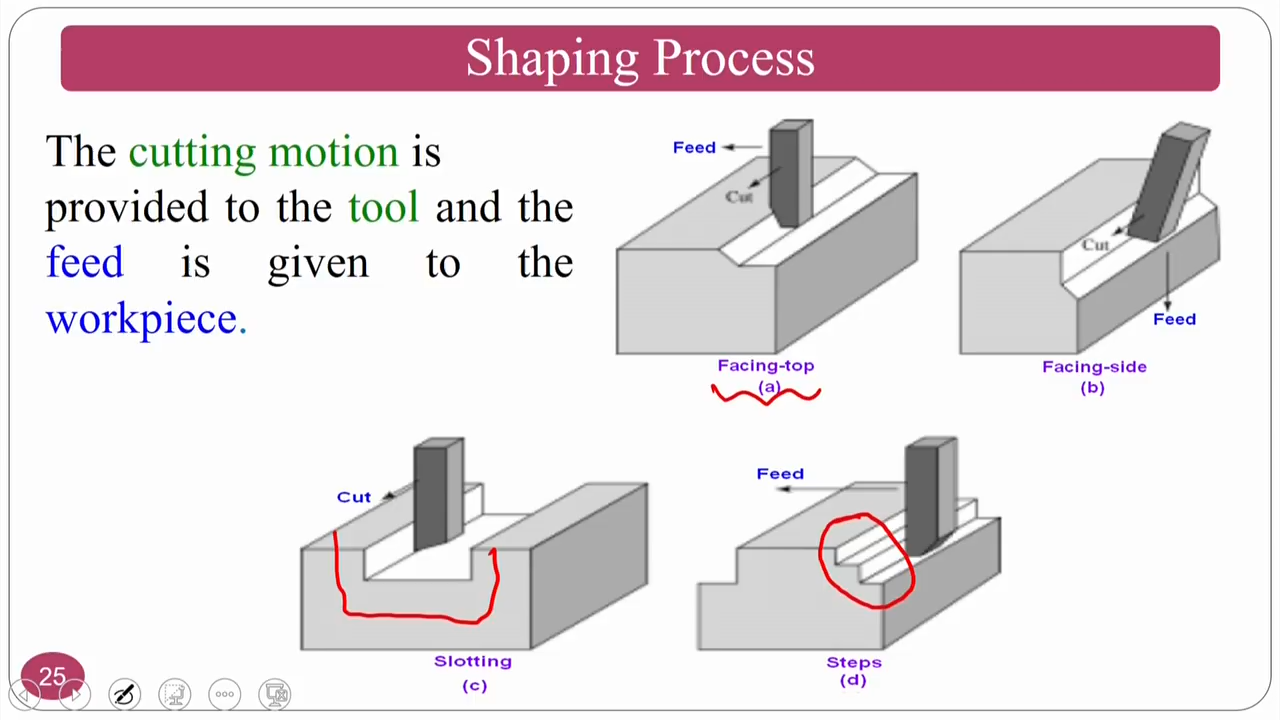 Shaping Process
The cutting motion is
provided to the tool and the
feed is given to the
workpiece.
Feed
Cut
Facing-top
(a)
Cut
Feed
Facing-side
(b)
Cut
Slotting
(c)
Feed
Steps
(d)
25